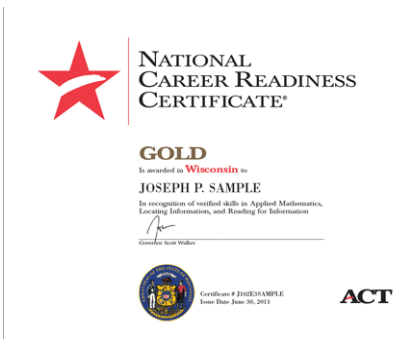 NATIONAL
CAREER READINESS
CERTIFICATE®
GOLD
Is awarded in Wisconsin to
JOSEPH P. SAMPLE
In recognition of verified skills in Applied Mathematics,
Locating Information, and Reading for Information
Governor Scott Walker
Certificate # J102E3SAMPLE
Issue Date June 30, 2011
ACT